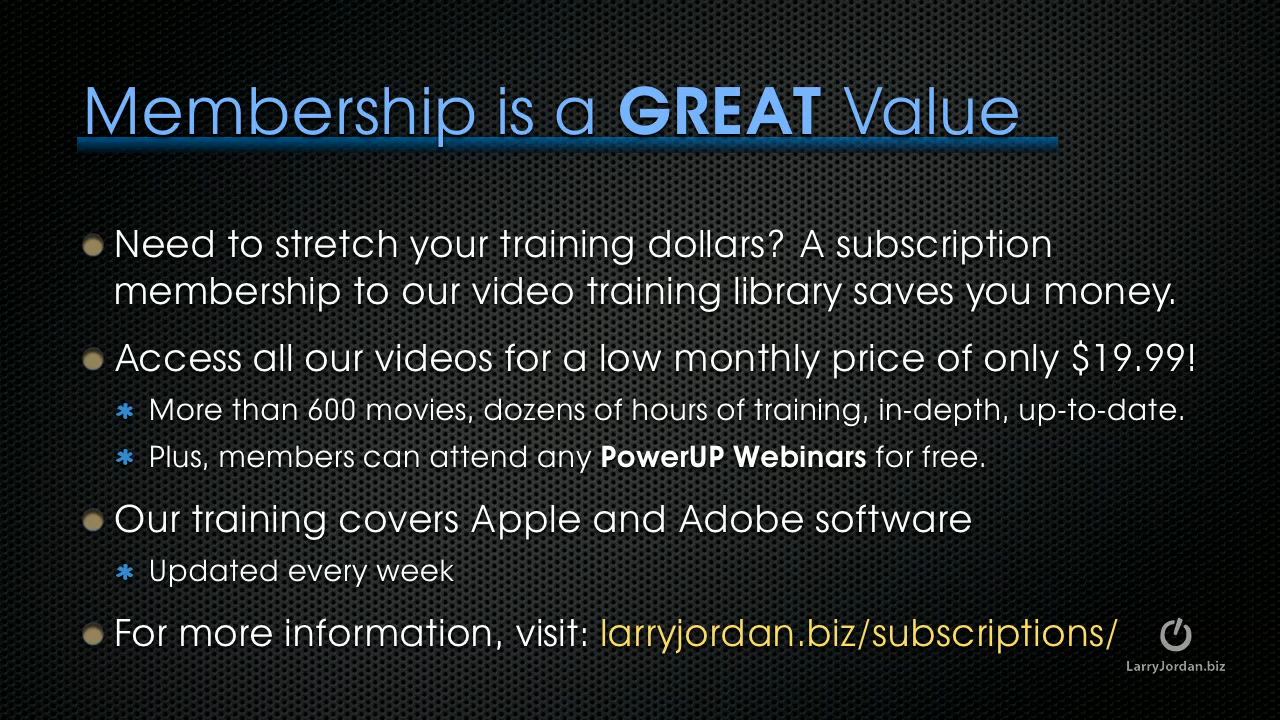 Membership is a GREAT Value
Need to stretch your training dollars? A subscription
membership to our video training library saves you money.
Access all our videos for a low monthly price of only $19.99!
More than 600 movies, dozens of hours of training, in-depth, up-to-date.
Plus, members can attend any PowerUP Webinars for free.
Our training covers Apple and Adobe software
Updated every week
For more information, visit: larryjordan.biz/subscriptions/
LarryJordan.biz